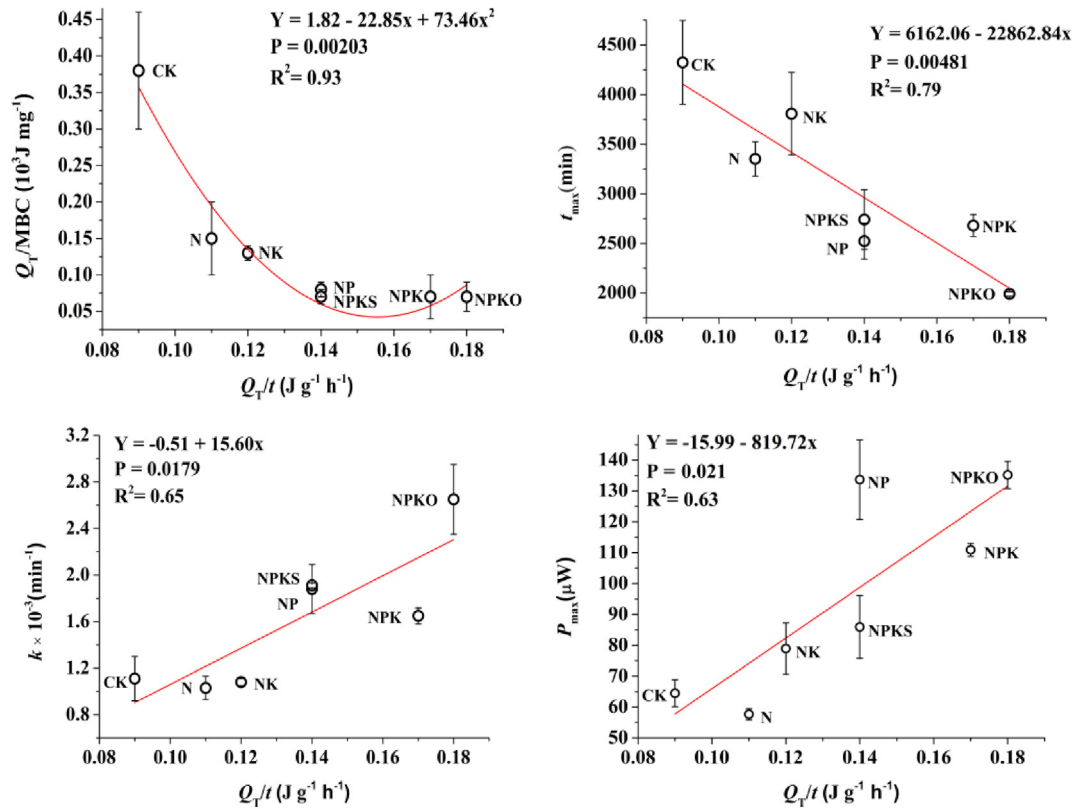 Y = 1.82 - 22.85x + 73.46x²
P = 0.00203
R²= 0.93
0.45
0.40
0.35
0.30
0.25
0.20
0.15
0.10
0.05
Q_T/MBC (10³J mg⁻¹)
CK
N
NK
NP
NPKS
NPK
NPKO
0.08
0.10
0.12
0.14
0.16
0.18
Q_T/t (J g⁻¹ h⁻¹)
Y = 6162.06 - 22862.84x
P = 0.00481
R²= 0.79
4500
4000
3500
3000
2500
2000
t_max(min)
CK
NK
N
NPKS
NP
NPK
NPKO
0.08
0.10
0.12
0.14
0.16
0.18
Q_T/t (J g⁻¹ h⁻¹)
Y = -0.51 + 15.60x
P = 0.0179
R²= 0.65
3.2
2.8
2.4
2.0
1.6
1.2
0.8
k × 10⁻³(min⁻¹)
NPKO
NPKS
NP
NPK
CK
N
NK
0.08
0.10
0.12
0.14
0.16
0.18
Q_T/t (J g⁻¹ h⁻¹)
Y = -15.99 - 819.72x
P = 0.021
R²= 0.63
140
130
120
110
100
90
80
70
60
50
P_max(μW)
NP
NPKO
NPK
NPKS
NK
CK
N
0.08
0.10
0.12
0.14
0.16
0.18
Q_T/t (J g⁻¹ h⁻¹)